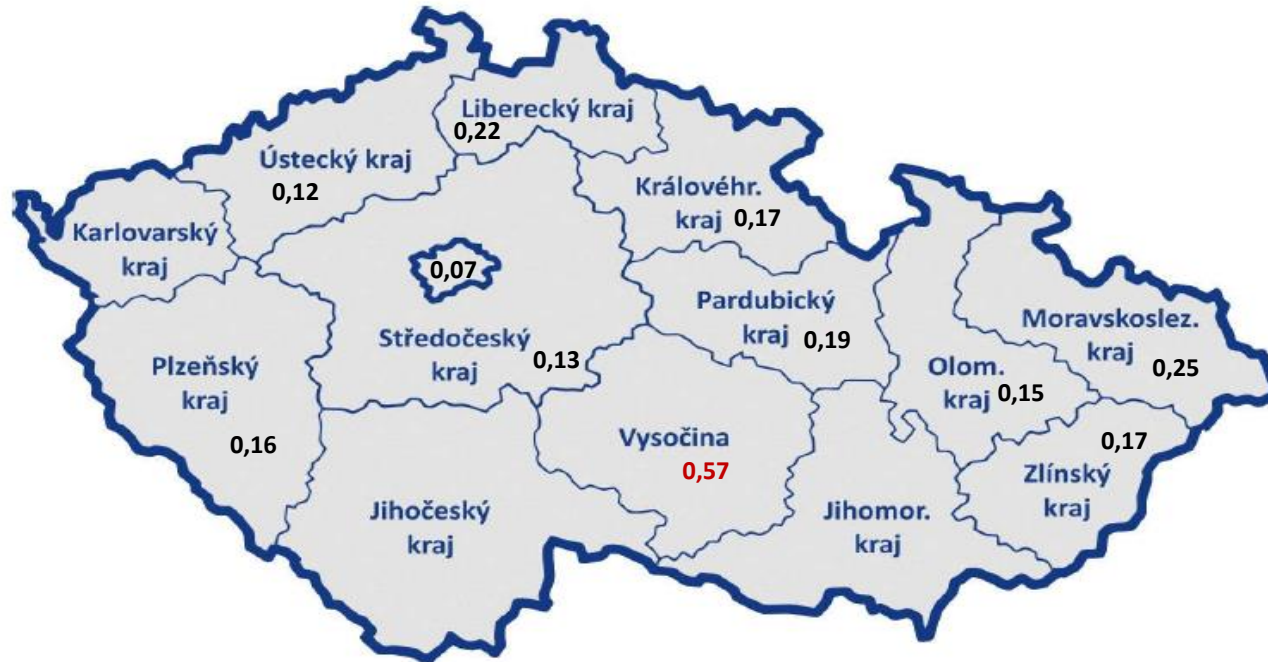 Liberecký kraj
0,22
Ústecký kraj
0,12
Královéhr.
kraj 0,17
Karlovarský
kraj
0,07
Pardubický
kraj 0,19
Moravskoslez.
kraj
0,25
Středočeský
kraj 0,13
Plzeňský
kraj
0,16
Olom.
kraj 0,15
Vysočina
0,57
0,17
Zlínský
kraj
Jihočeský
kraj
Jihomor.
kraj